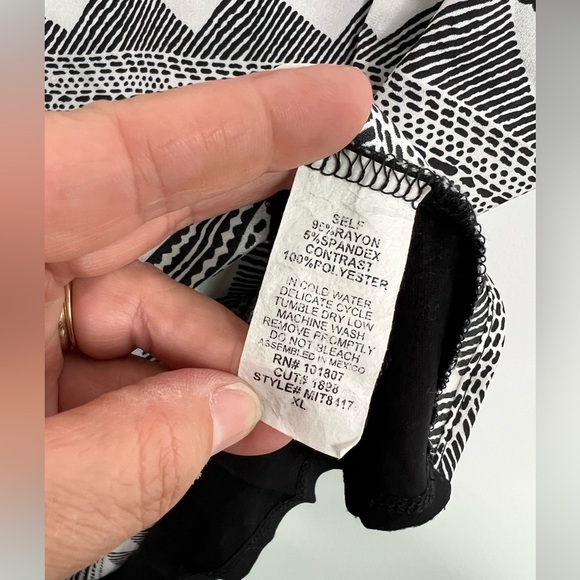 SELF
95%RAYON
5%SPANDEX
CONTRAST
100%POLYESTER
IN COLD WATER
DELICATE CYCLE
TUMBLE DRY LOW
MACHINE WASH
REMOVE PROMPTLY
DO NOT BLEACH
ASSEMBLED IN MEXICO
RN# 101807
CUT# 1898
STYLE# MIT8417
XL